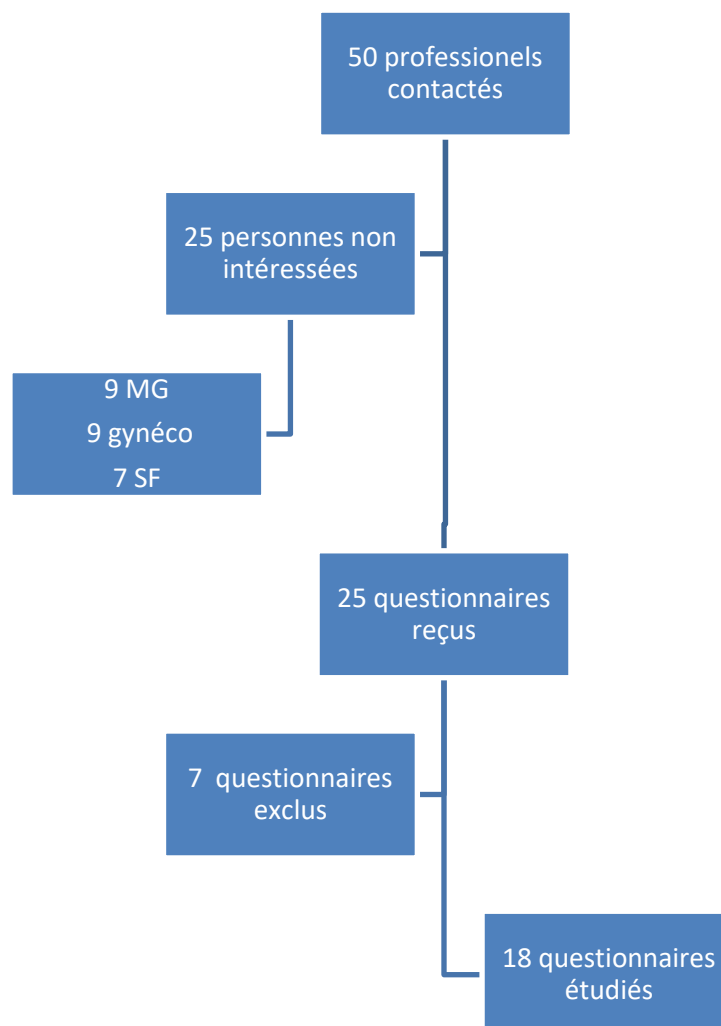 50 professionels
contactés
25 personnes non
intéressées
9 MG
9 gynéco
7 SF
25 questionnaires
reçus
7 questionnaires
exclus
18 questionnaires
étudiés